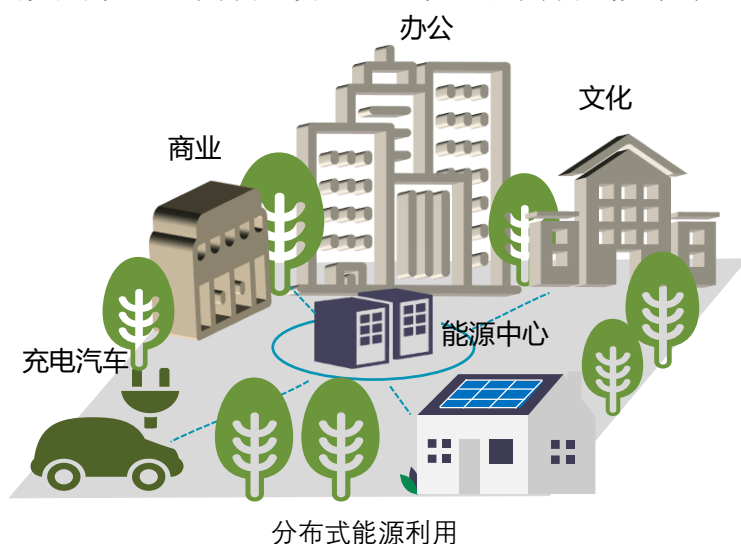 办公
文化
商业
能源中心
充电汽车
分布式能源利用